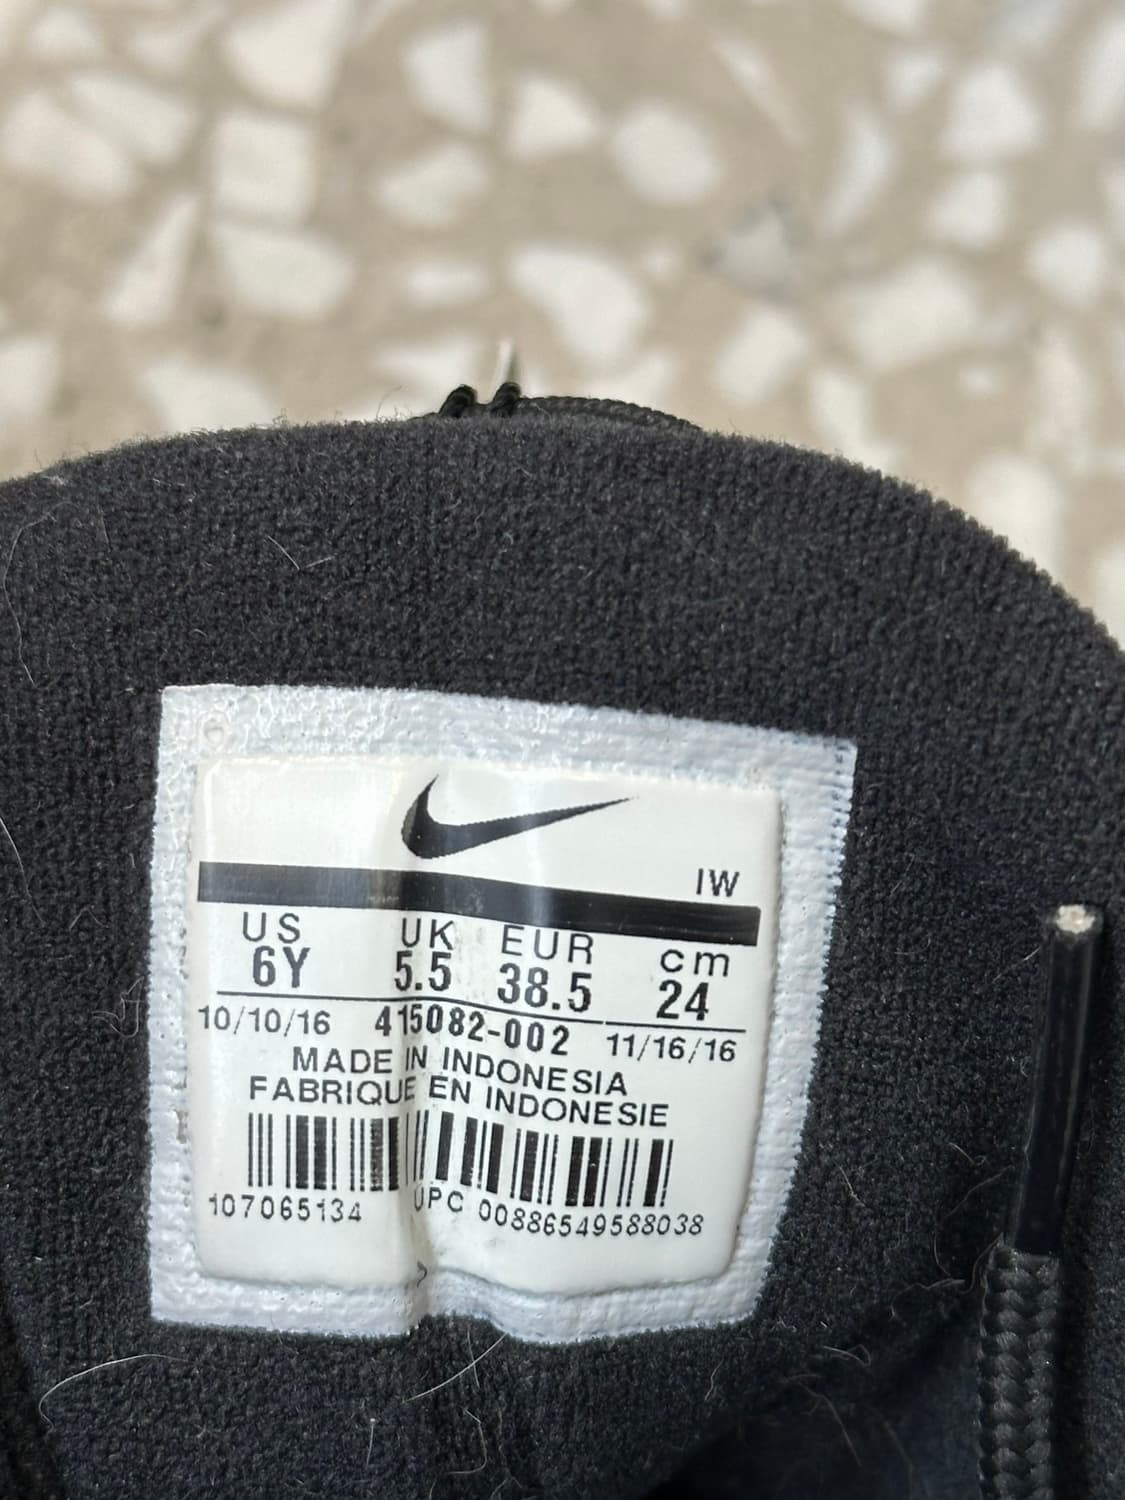 IW
US UK EUR cm
6Y 5.5 38.5 24
10/10/16 415082-002 11/16/16
MADE IN INDONESIA
FABRIQUE EN INDONESIE
107065134 UPC 00886549588038